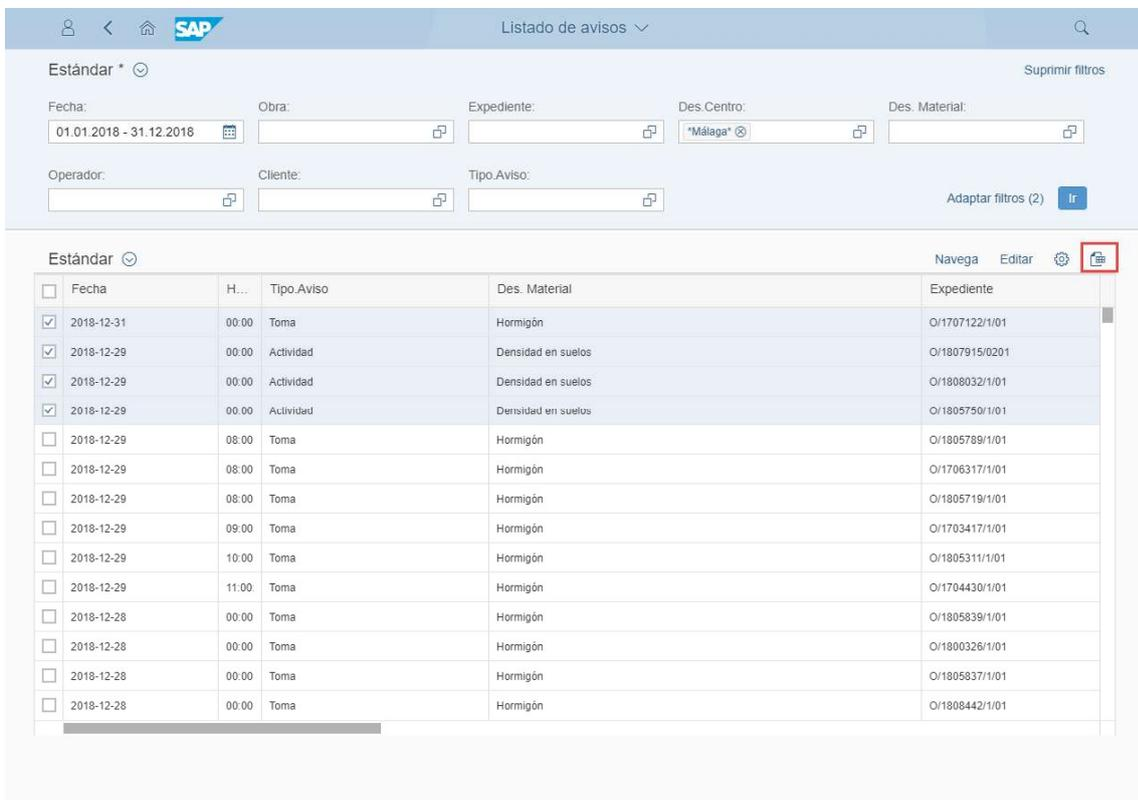 SAP Listado de avisos
Estándar * Suprimir filtros
Fecha: Obra: Expediente: Des.Centro: Des. Material:
01.01.2018 - 31.12.2018 *Málaga*
Operador: Cliente: Tipo.Aviso:
Adaptar filtros (2) Ir
Estándar Navega Editar
Fecha H... Tipo.Aviso Des. Material Expediente
2018-12-31 00:00 Toma Hormigón O/1707122/1/01
2018-12-29 00:00 Actividad Densidad en suelos O/1807915/0201
2018-12-29 00:00 Actividad Densidad en suelos O/1808032/1/01
2018-12-29 00:00 Actividad Densidad en suelos O/1805750/1/01
2018-12-29 08:00 Toma Hormigón O/1805789/1/01
2018-12-29 08:00 Toma Hormigón O/1706317/1/01
2018-12-29 08:00 Toma Hormigón O/1805719/1/01
2018-12-29 09:00 Toma Hormigón O/1703417/1/01
2018-12-29 10:00 Toma Hormigón O/1805311/1/01
2018-12-29 11:00 Toma Hormigón O/1704430/1/01
2018-12-28 00:00 Toma Hormigón O/1805839/1/01
2018-12-28 00:00 Toma Hormigón O/1800326/1/01
2018-12-28 00:00 Toma Hormigón O/1805837/1/01
2018-12-28 00:00 Toma Hormigón O/1808442/1/01